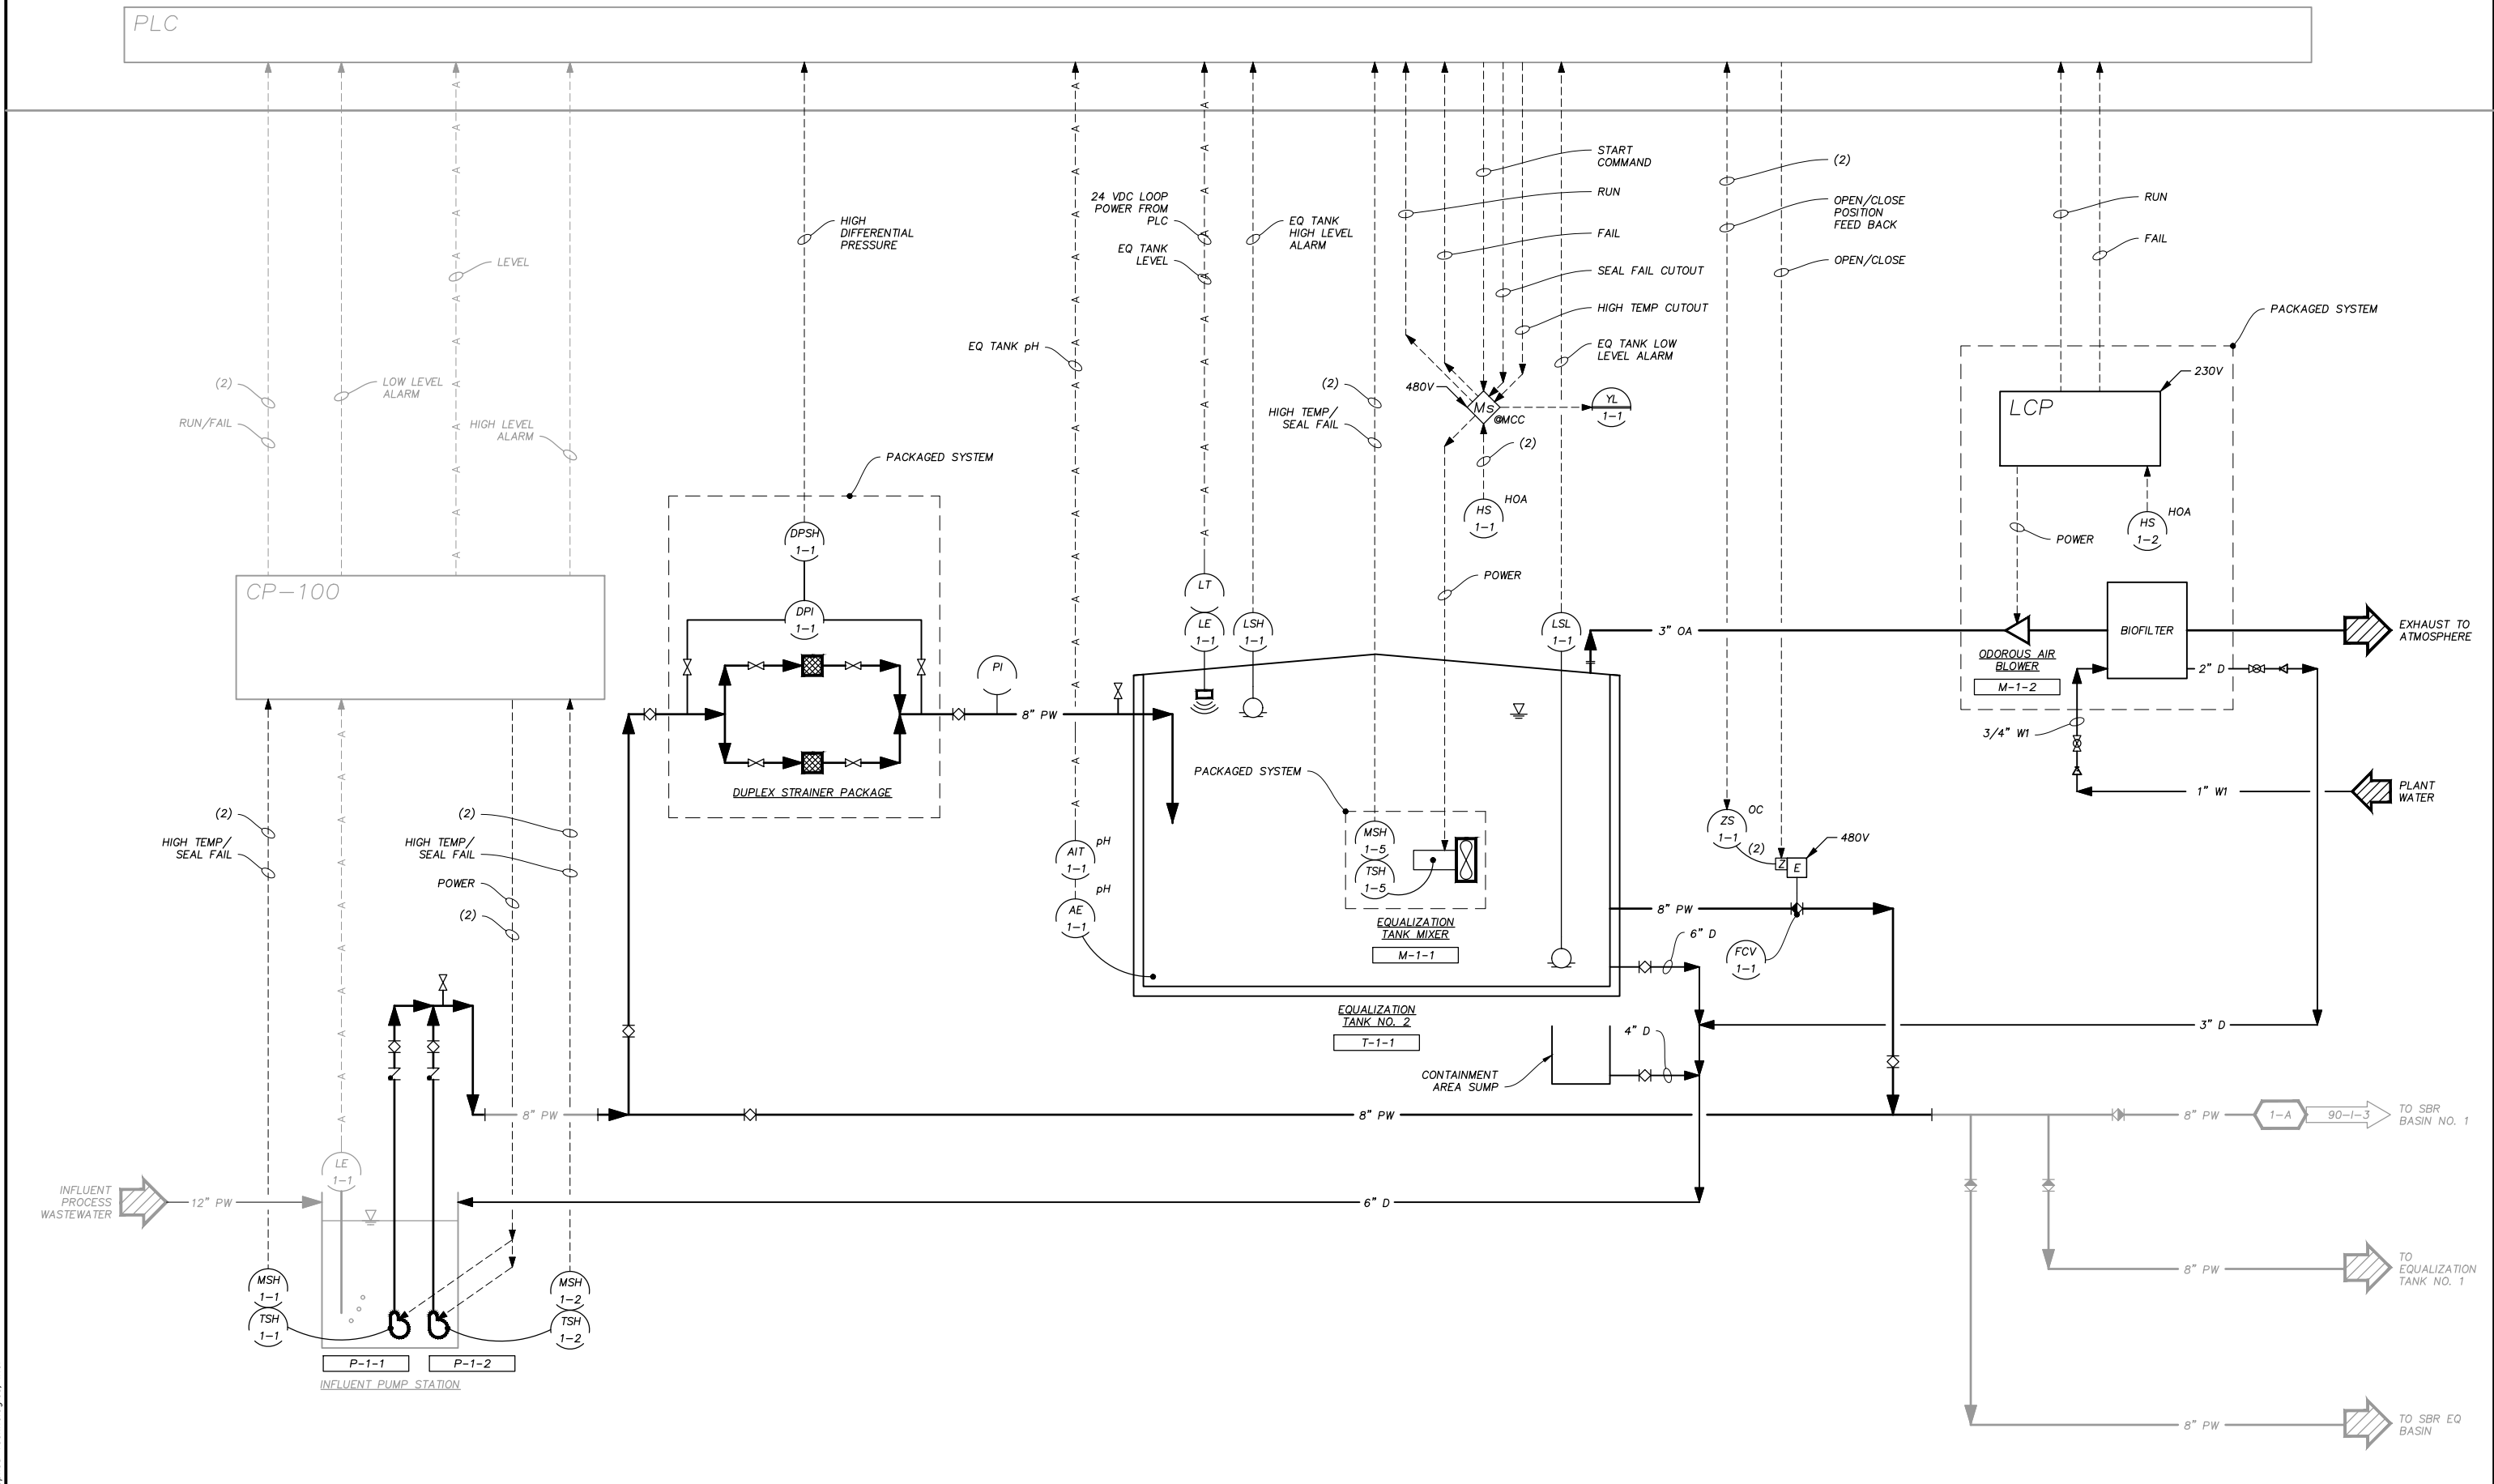 PLC
START
COMMAND
(2)
RUN
24 VDC LOOP
POWER FROM
PLC
EQ TANK
LEVEL
HIGH
DIFFERENTIAL
PRESSURE
EQ TANK
HIGH LEVEL
ALARM
FAIL
SEAL FAIL CUTOUT
HIGH TEMP CUTOUT
EQ TANK LOW
LEVEL ALARM
OPEN/CLOSE
POSITION
FEED BACK
OPEN/CLOSE
RUN
FAIL
PACKAGED SYSTEM
LEVEL
(2)
RUN/FAIL
LOW LEVEL
ALARM
HIGH LEVEL
ALARM
EQ TANK pH
(2)
HIGH TEMP/
SEAL FAIL
480V
Ms
@MCC
YL
1-1
(2)
HS
1-1
HOA
230V
LCP
HS
1-2
HOA
POWER
PACKAGED SYSTEM
DPSH
1-1
DPI
1-1
PI
8" PW
DUPLEX STRAINER PACKAGE
CP-100
LT
LE
1-1
LSH
1-1
POWER
LSL
1-1
3" OA
ODOROUS AIR
BLOWER
M-1-2
BIOFILTER
EXHAUST TO
ATMOSPHERE
2" D
3/4" W1
1" W1
PLANT
WATER
PACKAGED SYSTEM
MSH
1-5
TSH
1-5
EQUALIZATION
TANK MIXER
M-1-1
AIT
1-1
pH
AE
1-1
pH
ZS
1-1
OC
(2)
Z
E
480V
8" PW
FCV
1-1
6" D
EQUALIZATION
TANK NO. 2
T-1-1
4" D
CONTAINMENT
AREA SUMP
3" D
(2)
HIGH TEMP/
SEAL FAIL
(2)
HIGH TEMP/
SEAL FAIL
POWER
(2)
8" PW
8" PW
8" PW
1-A
90-I-3
TO SBR
BASIN NO. 1
LE
1-1
INFLUENT
PROCESS
WASTEWATER
12" PW
6" D
MSH
1-1
TSH
1-1
MSH
1-2
TSH
1-2
P-1-1
P-1-2
INFLUENT PUMP STATION
8" PW
TO
EQUALIZATION
TANK NO. 1
8" PW
TO SBR EQ
BASIN